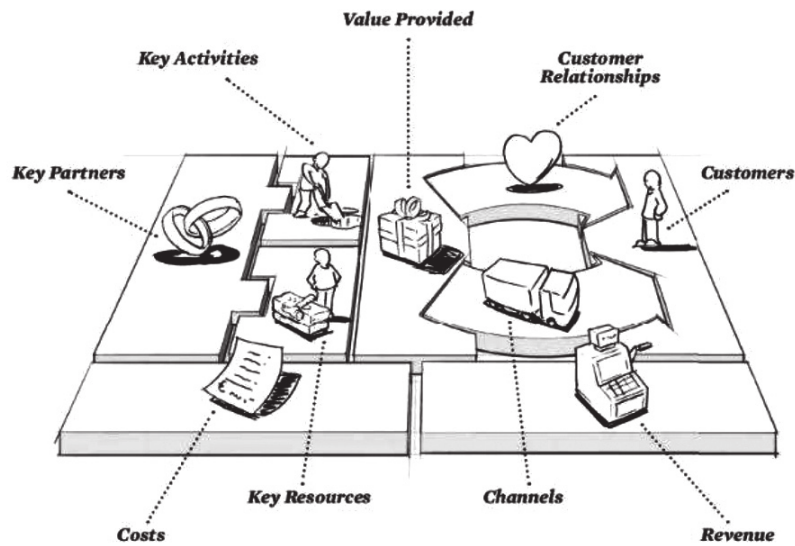 Value Provided
Key Activities
Customer
Relationships
Key Partners
Customers
Key Resources
Channels
Costs
Revenue